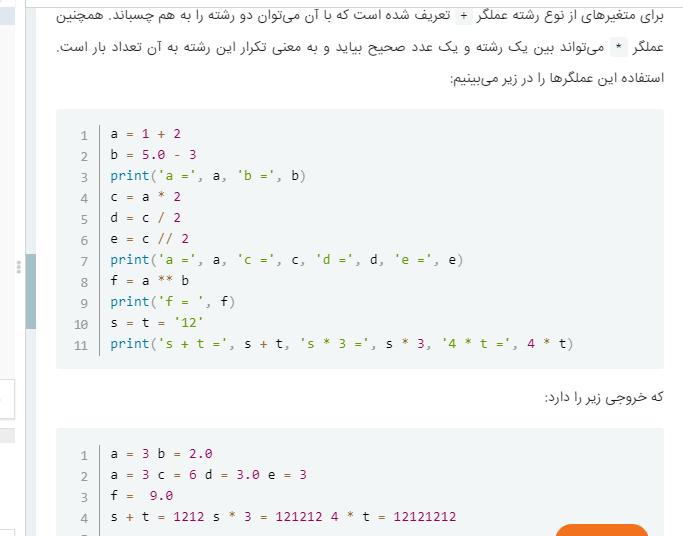 برای متغیرهای از نوع رشته عملگر + تعریف شده است که با آن می‌توان دو رشته را به هم چسباند. همچنین
عملگر * می‌تواند بین یک رشته و یک عدد صحیح بیاید و به معنی تکرار این رشته به آن تعداد بار است.
استفاده این عملگرها را در زیر می‌بینیم:
1 a = 1 + 2
2 b = 5.0 - 3
3 print('a =', a, 'b =', b)
4 c = a * 2
5 d = c / 2
6 e = c // 2
7 print('a =', a, 'c =', c, 'd =', d, 'e =', e)
8 f = a ** b
9 print('f = ', f)
10 s = t = '12'
11 print('s + t =', s + t, 's * 3 =', s * 3, '4 * t =', 4 * t)
که خروجی زیر را دارد:
1 a = 3 b = 2.0
2 a = 3 c = 6 d = 3.0 e = 3
3 f =  9.0
4 s + t = 1212 s * 3 = 121212 4 * t = 12121212